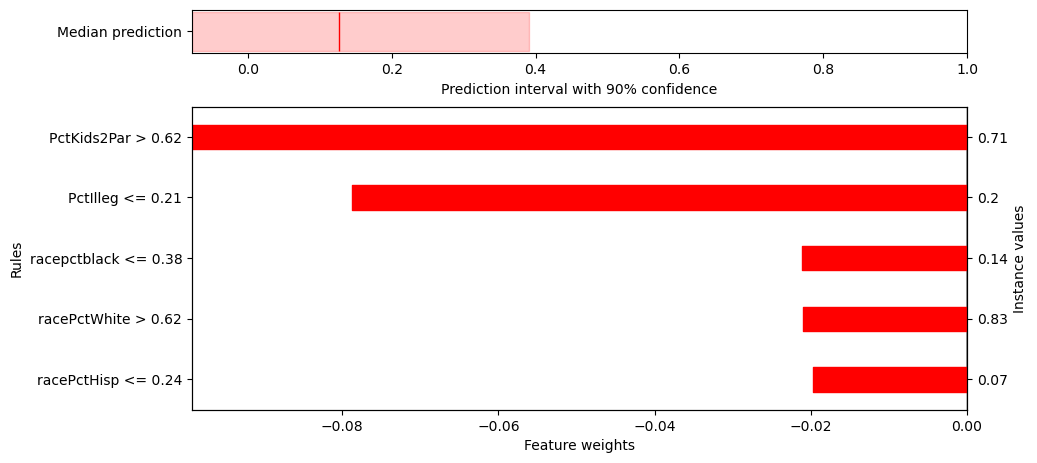 Median prediction
0.0 0.2 0.4 0.6 0.8 1.0
Prediction interval with 90% confidence
PctKids2Par > 0.62 0.71
PctIlleg <= 0.21 0.2
racepctblack <= 0.38 0.14
racePctWhite > 0.62 0.83
racePctHisp <= 0.24 0.07
Rules
Instance values
−0.08 −0.06 −0.04 −0.02 0.00
Feature weights